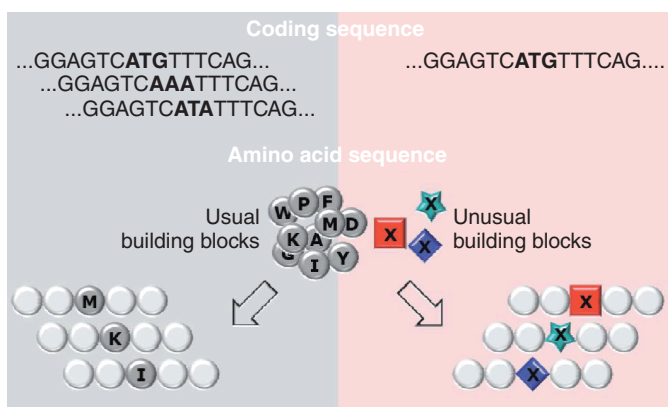 Coding sequence
...GGAGTCATGTTTCAG...
...GGAGTCAAATTTCAG...
...GGAGTCATATTTCAG...
...GGAGTCATGTTTCAG....
Amino acid sequence
Usual
building blocks
W P F
M D
K A
G I Y
X
X
X
Unusual
building blocks
M
K
I
X
X
X